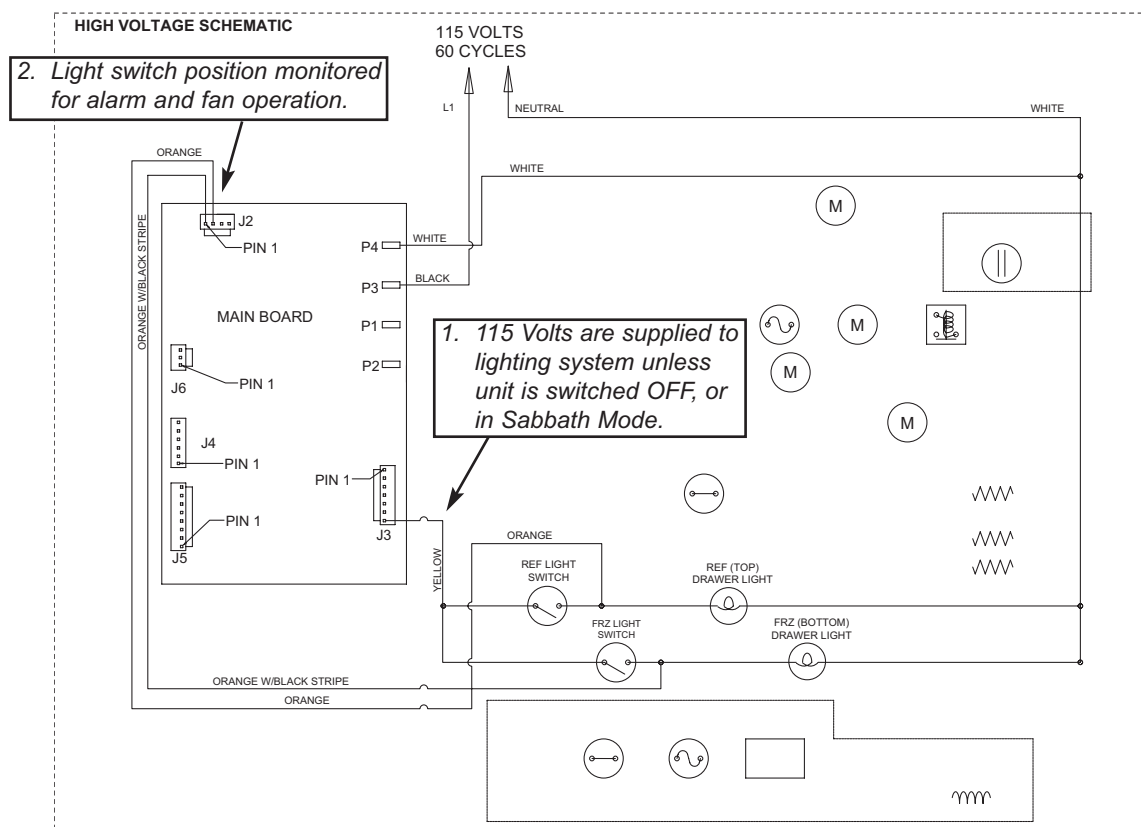 HIGH VOLTAGE SCHEMATIC
115 VOLTS
60 CYCLES
2. Light switch position monitored
for alarm and fan operation.
L1
NEUTRAL
WHITE
ORANGE
WHITE
ORANGE W/BLACK STRIPE
J2
PIN 1
P4
WHITE
M
P3
BLACK
MAIN BOARD
P1
M
P2
M
1. 115 Volts are supplied to
lighting system unless
unit is switched OFF, or
in Sabbath Mode.
J6
PIN 1
M
J4
PIN 1
PIN 1
J3
J5
PIN 1
YELLOW
ORANGE
REF LIGHT
SWITCH
REF (TOP)
DRAWER LIGHT
FRZ LIGHT
SWITCH
FRZ (BOTTOM)
DRAWER LIGHT
ORANGE W/BLACK STRIPE
ORANGE